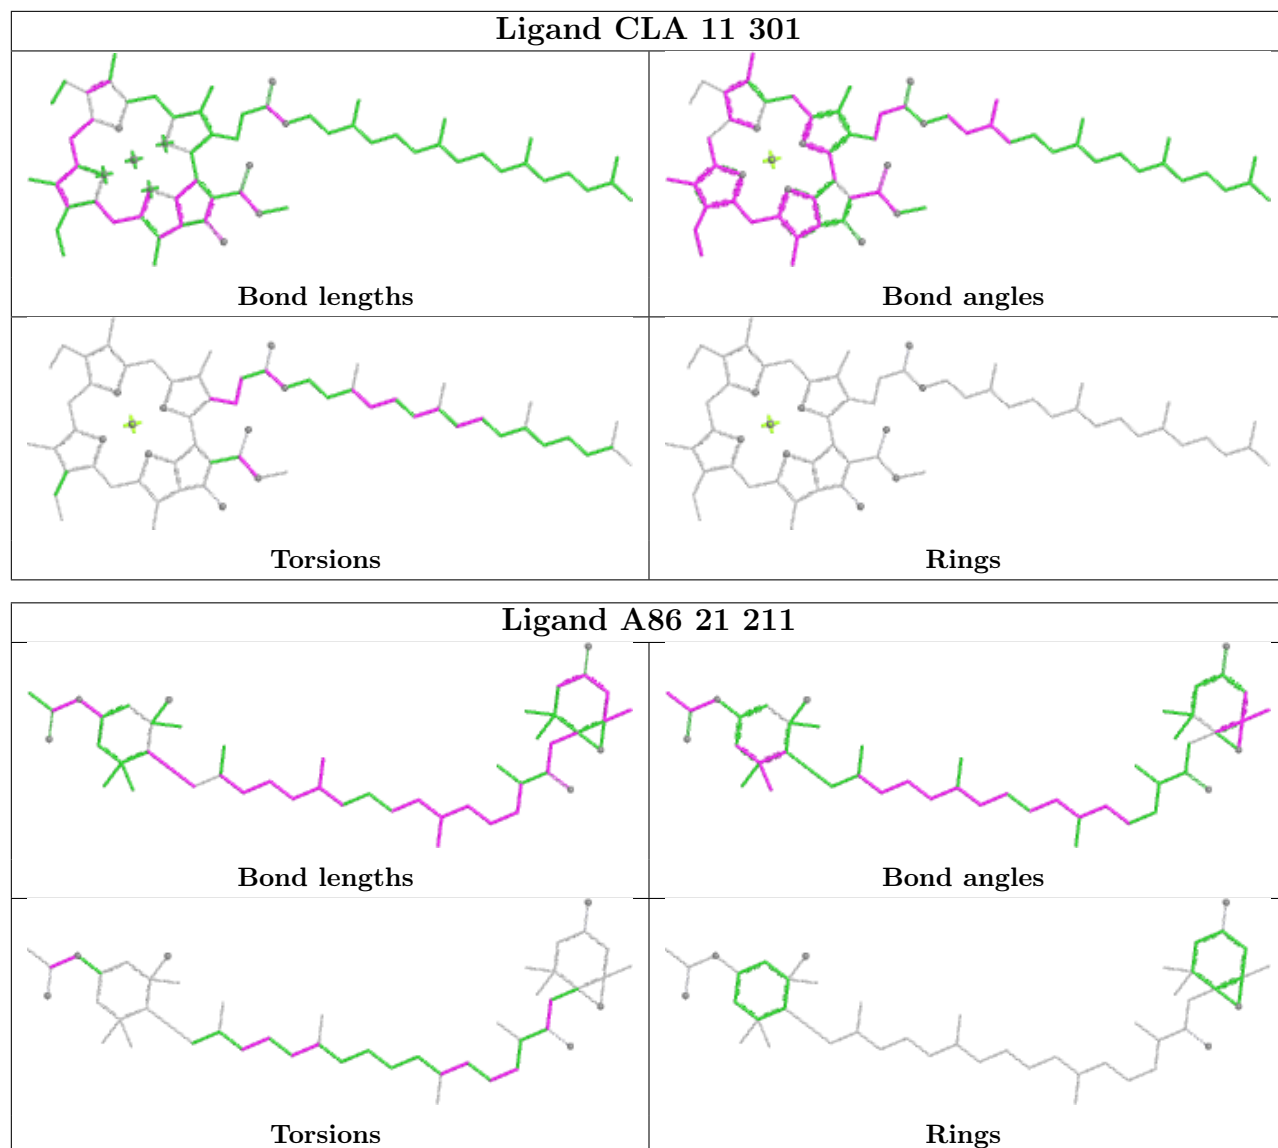 Ligand CLA 11 301
Bond lengths
Bond angles
Torsions
Rings
Ligand A86 21 211
Bond lengths
Bond angles
Torsions
Rings